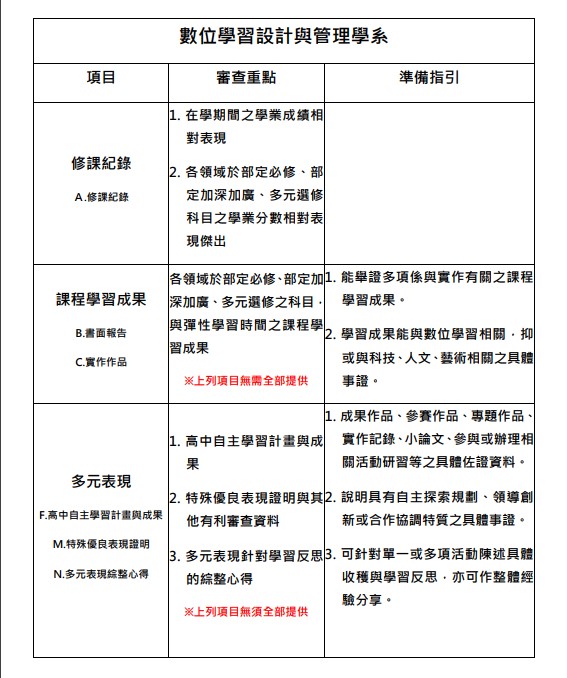 數位學習設計與管理學系
項目
審查重點
準備指引
修課紀錄
A.修課紀錄
1. 在學期間之學業成績相
對表現
2. 各領域於部定必修、部
定加深加廣、多元選修
科目之學業分數相對表
現傑出
課程學習成果
B.書面報告
C.實作作品
各領域於部定必修、部定加
深加廣、多元選修之科目，
與彈性學習時間之課程學
習成果
※上列項目無需全部提供
1. 能舉證多項係與實作有關之課程
學習成果。
2. 學習成果能與數位學習相關，抑
或與科技、人文、藝術相關之具體
事證。
多元表現
F.高中自主學習計畫與成果
M.特殊優良表現證明
N.多元表現綜整心得
1. 高中自主學習計畫與成
果
2. 特殊優良表現證明與其
他有利審查資料
3. 多元表現針對學習反思
的綜整心得
※上列項目無須全部提供
1. 成果作品、參賽作品、專題作品、
實作記錄、小論文、參與或辦理相
關活動研習等之具體佐證資料。
2. 說明具有自主探索規劃、領導創
新或合作協調特質之具體事證。
3. 可針對單一或多項活動陳述具體
收穫與學習反思，亦可作整體經
驗分享。